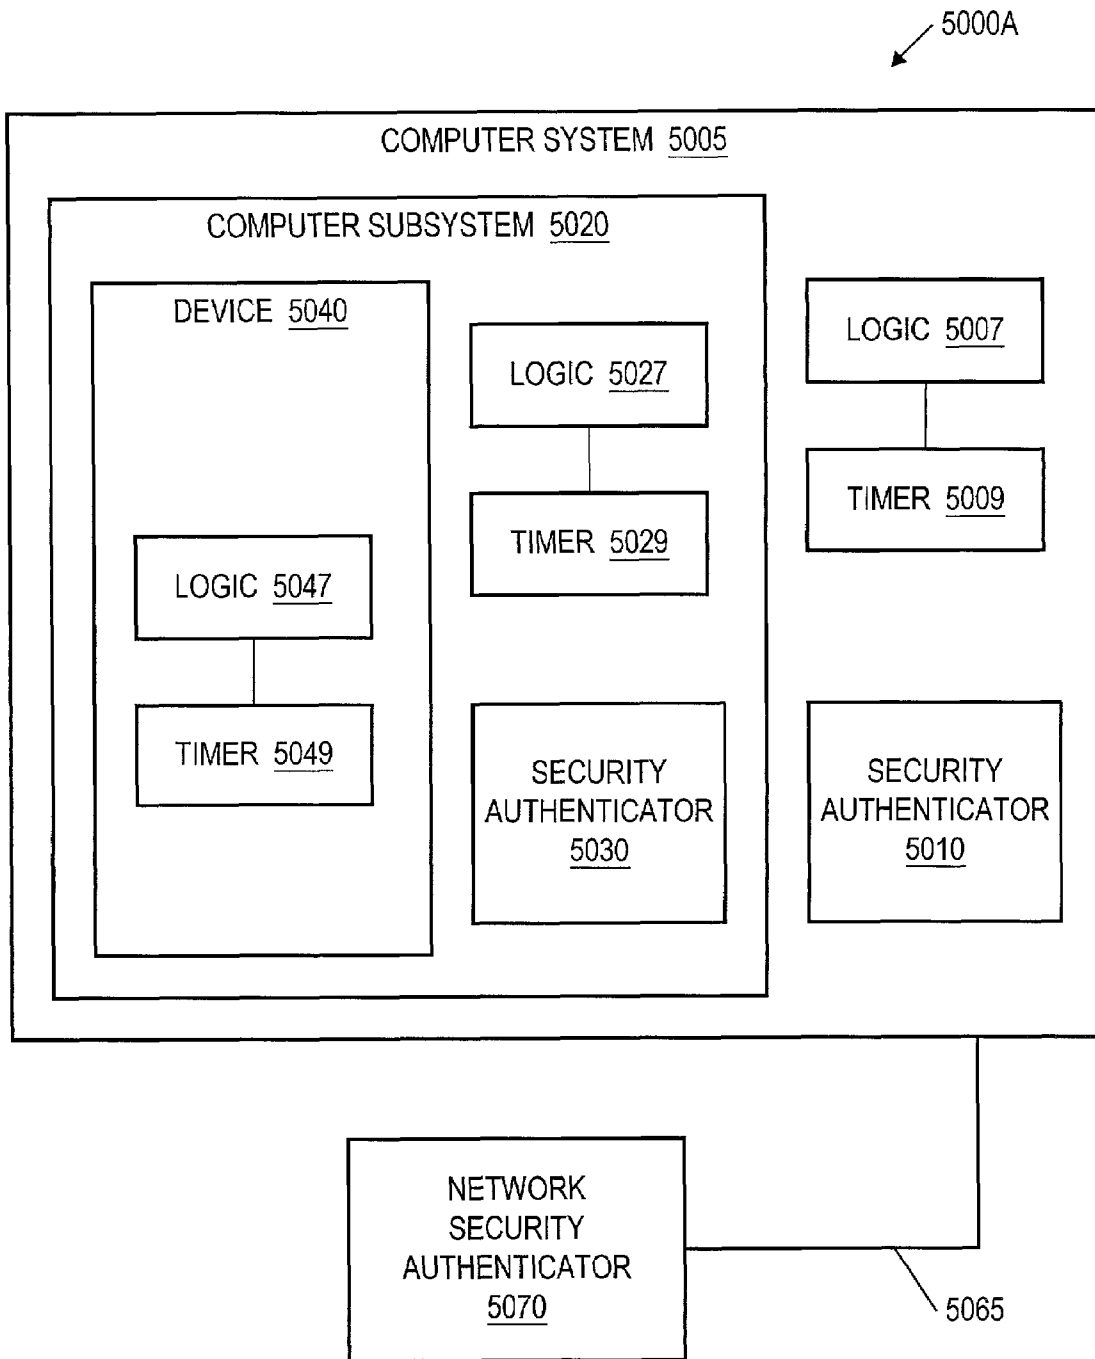 5000A
COMPUTER SYSTEM 5005
COMPUTER SUBSYSTEM 5020
DEVICE 5040
LOGIC 5047
TIMER 5049
LOGIC 5027
TIMER 5029
SECURITY
AUTHENTICATOR
5030
LOGIC 5007
TIMER 5009
SECURITY
AUTHENTICATOR
5010
NETWORK
SECURITY
AUTHENTICATOR
5070
5065